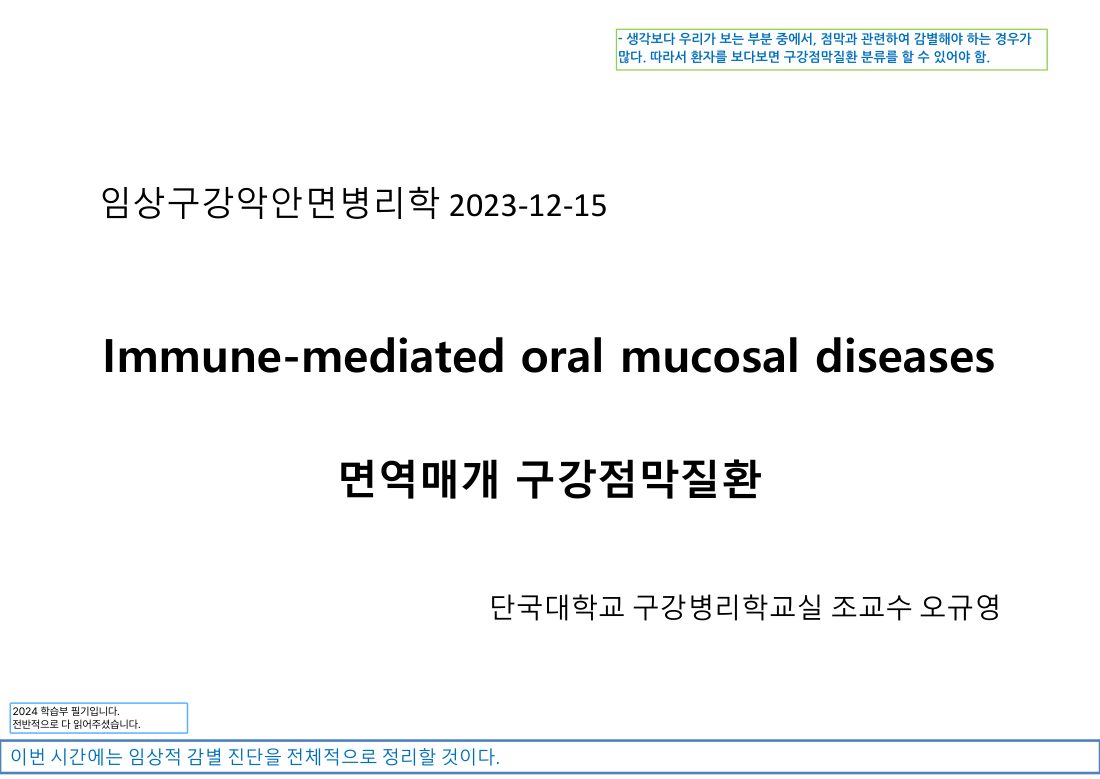 - 생각보다 우리가 보는 부분 중에서, 점막과 관련하여 감별해야 하는 경우가
많다. 따라서 환자를 보다보면 구강점막질환 분류를 할 수 있어야 함.
임상구강악안면병리학 2023-12-15
Immune-mediated oral mucosal diseases
면역매개 구강점막질환
단국대학교 구강병리학교실 조교수 오규영
2024 학습부 필기입니다.
전반적으로 다 읽어주셨습니다.
이번 시간에는 임상적 감별 진단을 전체적으로 정리할 것이다.